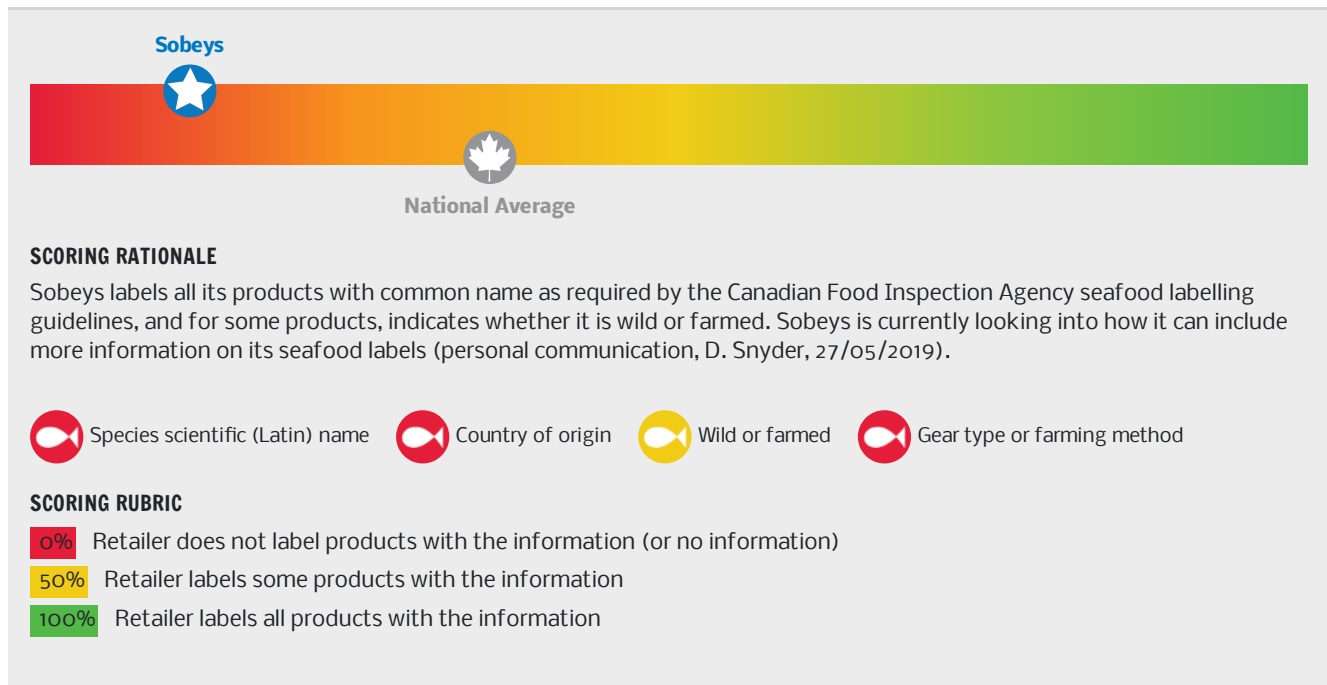 Sobeys
National Average
SCORING RATIONALE
Sobeys labels all its products with common name as required by the Canadian Food Inspection Agency seafood labelling
guidelines, and for some products, indicates whether it is wild or farmed. Sobeys is currently looking into how it can include
more information on its seafood labels (personal communication, D. Snyder, 27/05/2019).
Species scientific (Latin) name Country of origin Wild or farmed Gear type or farming method
SCORING RUBRIC
0% Retailer does not label products with the information (or no information)
50% Retailer labels some products with the information
100% Retailer labels all products with the information